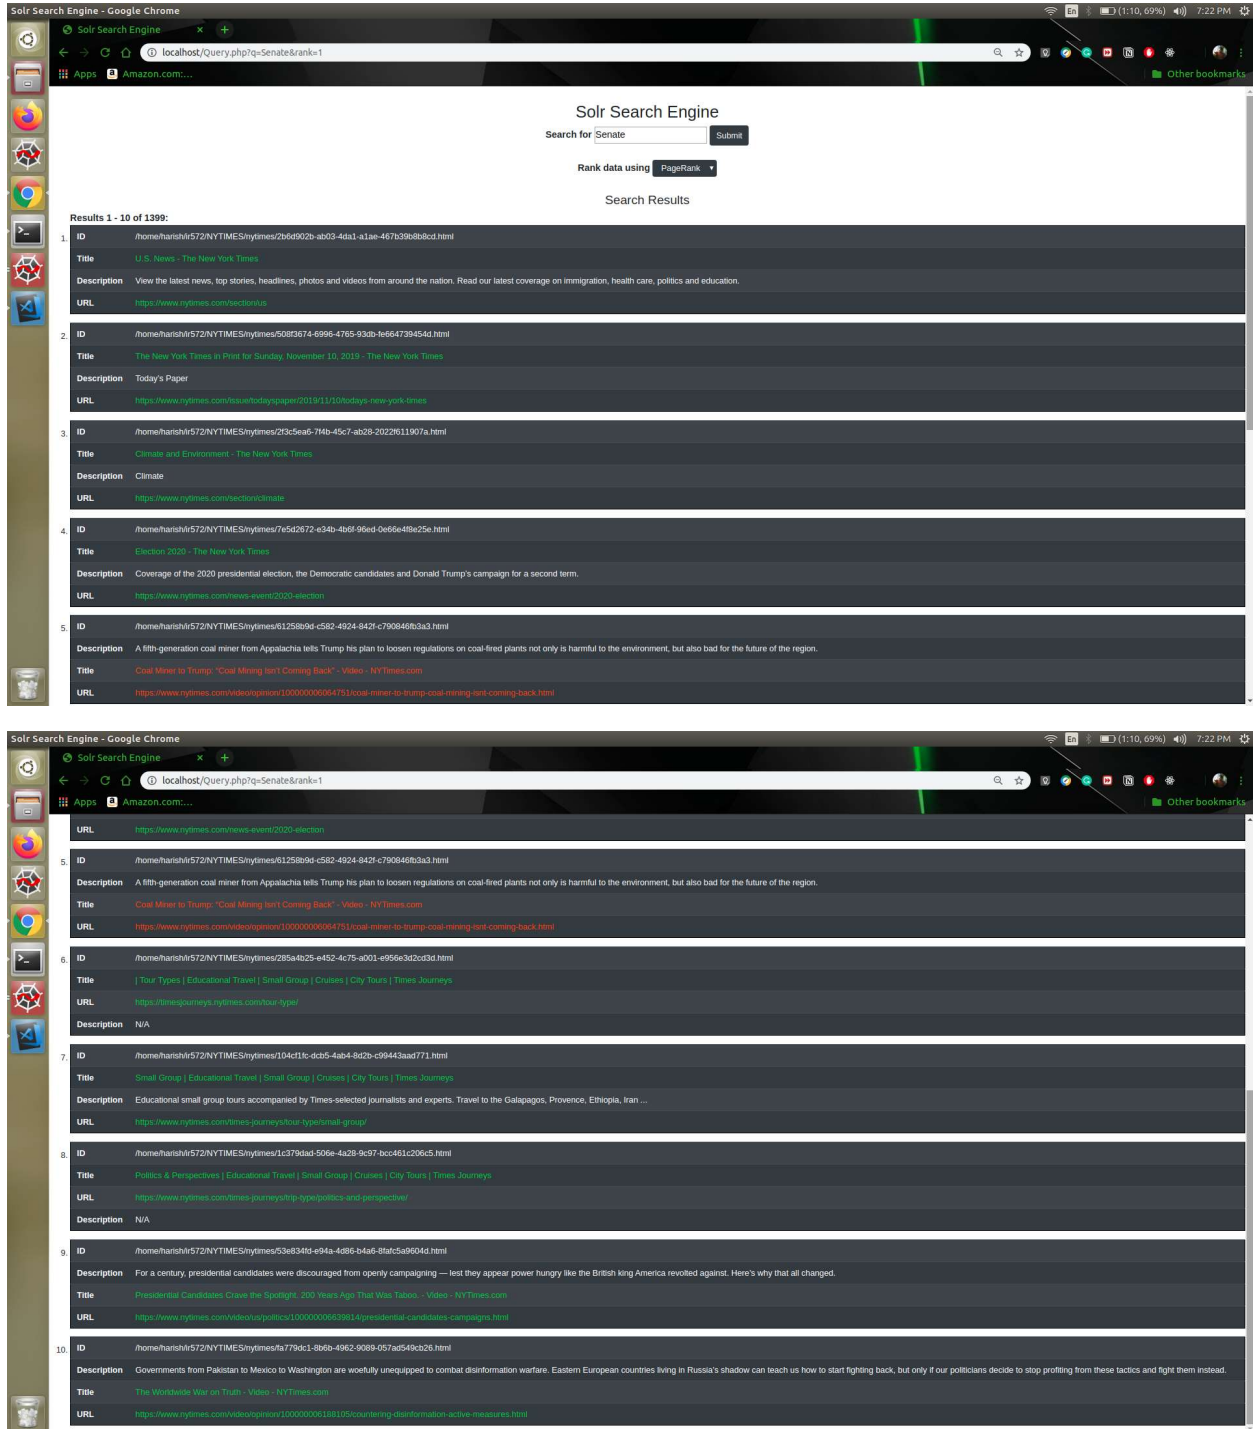 Solr Search Engine - Google Chrome En (1:10, 69%) 7:22 PM
Solr Search Engine × +
localhost/Query.php?q=Senate&rank=1
Apps Amazon.com:... Other bookmarks
Solr Search Engine
Search for Senate Submit
Rank data using PageRank
Search Results
Results 1 - 10 of 1399:
1. ID /home/harish/ir572/NYTIMES/nytimes/2b6d902b-ab03-4da1-a1ae-467b39b8b8cd.html
Title U.S. News - The New York Times
Description View the latest news, top stories, headlines, photos and videos from around the nation. Read our latest coverage on immigration, health care, politics and education.
URL https://www.nytimes.com/section/us
2. ID /home/harish/ir572/NYTIMES/nytimes/508f3674-6996-4765-93db-fe664739454d.html
Title The New York Times in Print for Sunday, November 10, 2019 - The New York Times
Description Today's Paper
URL https://www.nytimes.com/issue/todayspaper/2019/11/10/todays-new-york-times
3. ID /home/harish/ir572/NYTIMES/nytimes/2f3c5ea6-7f4b-45c7-ab28-2022f611907a.html
Title Climate and Environment - The New York Times
Description Climate
URL https://www.nytimes.com/section/climate
4. ID /home/harish/ir572/NYTIMES/nytimes/7e5d2672-e34b-4b6f-96ed-0e66e4f8e25e.html
Title Election 2020 - The New York Times
Description Coverage of the 2020 presidential election, the Democratic candidates and Donald Trump's campaign for a second term.
URL https://www.nytimes.com/news-event/2020-election
5. ID /home/harish/ir572/NYTIMES/nytimes/61258b9d-c582-4924-842f-c790846fb3a3.html
Description A fifth-generation coal miner from Appalachia tells Trump his plan to loosen regulations on coal-fired plants not only is harmful to the environment, but also bad for the future of the region.
Title Coal Miner to Trump: "Coal Mining Isn't Coming Back" - Video - NYTimes.com
URL https://www.nytimes.com/video/opinion/100000006064751/coal-miner-to-trump-coal-mining-isnt-coming-back.html
Solr Search Engine - Google Chrome En (1:10, 69%) 7:22 PM
Solr Search Engine × +
localhost/Query.php?q=Senate&rank=1
Apps Amazon.com:... Other bookmarks
URL https://www.nytimes.com/news-event/2020-election
5. ID /home/harish/ir572/NYTIMES/nytimes/61258b9d-c582-4924-842f-c790846fb3a3.html
Description A fifth-generation coal miner from Appalachia tells Trump his plan to loosen regulations on coal-fired plants not only is harmful to the environment, but also bad for the future of the region.
Title Coal Miner to Trump: "Coal Mining Isn't Coming Back" - Video - NYTimes.com
URL https://www.nytimes.com/video/opinion/100000006064751/coal-miner-to-trump-coal-mining-isnt-coming-back.html
6. ID /home/harish/ir572/NYTIMES/nytimes/285a4b25-e452-4c75-a001-e956e3d2cd3d.html
Title | Tour Types | Educational Travel | Small Group | Cruises | City Tours | Times Journeys
URL https://timesjourneys.nytimes.com/tour-type/
Description N/A
7. ID /home/harish/ir572/NYTIMES/nytimes/104cf1fc-dcb5-4ab4-8d2b-c99443aad771.html
Title Small Group | Educational Travel | Small Group | Cruises | City Tours | Times Journeys
Description Educational small group tours accompanied by Times-selected journalists and experts. Travel to the Galapagos, Provence, Ethiopia, Iran ...
URL https://www.nytimes.com/times-journeys/tour-type/small-group/
8. ID /home/harish/ir572/NYTIMES/nytimes/1c379dad-506e-4a28-9c97-bcc461c206c5.html
Title Politics & Perspectives | Educational Travel | Small Group | Cruises | City Tours | Times Journeys
URL https://www.nytimes.com/times-journeys/trip-type/politics-and-perspective/
Description N/A
9. ID /home/harish/ir572/NYTIMES/nytimes/53e834fd-e94a-4d86-b4a6-8fafc5a9604d.html
Description For a century, presidential candidates were discouraged from openly campaigning — lest they appear power hungry like the British king America revolted against. Here's why that all changed.
Title Presidential Candidates Crave the Spotlight. 200 Years Ago That Was Taboo. - Video - NYTimes.com
URL https://www.nytimes.com/video/us/politics/100000006639814/presidential-candidates-campaigns.html
10. ID /home/harish/ir572/NYTIMES/nytimes/fa779dc1-8b6b-4962-9089-057ad549cb26.html
Description Governments from Pakistan to Mexico to Washington are woefully unequipped to combat disinformation warfare. Eastern European countries living in Russia's shadow can teach us how to start fighting back, but only if our politicians decide to stop profiting from these tactics and fight them instead.
Title The Worldwide War on Truth - Video - NYTimes.com
URL https://www.nytimes.com/video/opinion/100000006188105/countering-disinformation-active-measures.html